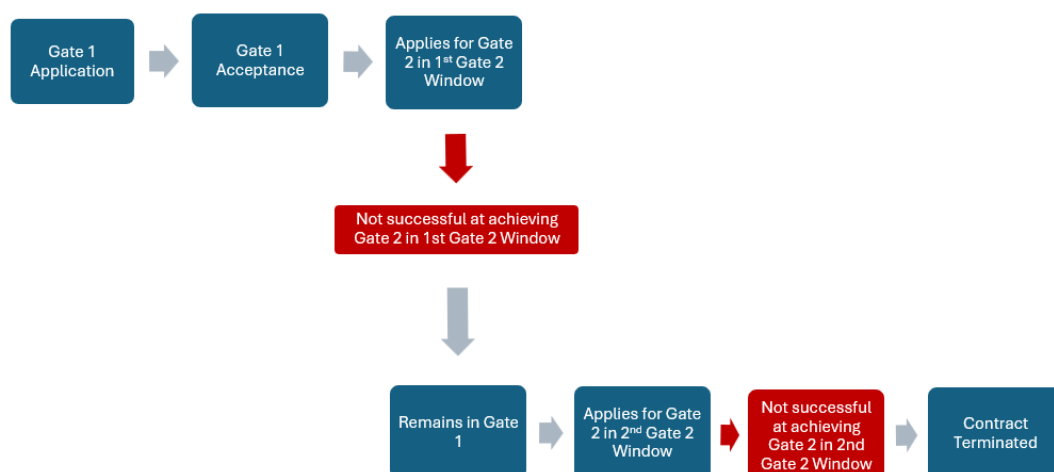 Gate 1
Application
Gate 1
Acceptance
Applies for Gate
2 in 1st Gate 2
Window
Not successful at achieving
Gate 2 in 1st Gate 2 Window
Remains in Gate
1
Applies for Gate
2 in 2nd Gate 2
Window
Not successful
at achieving
Gate 2 in 2nd
Gate 2 Window
Contract
Terminated